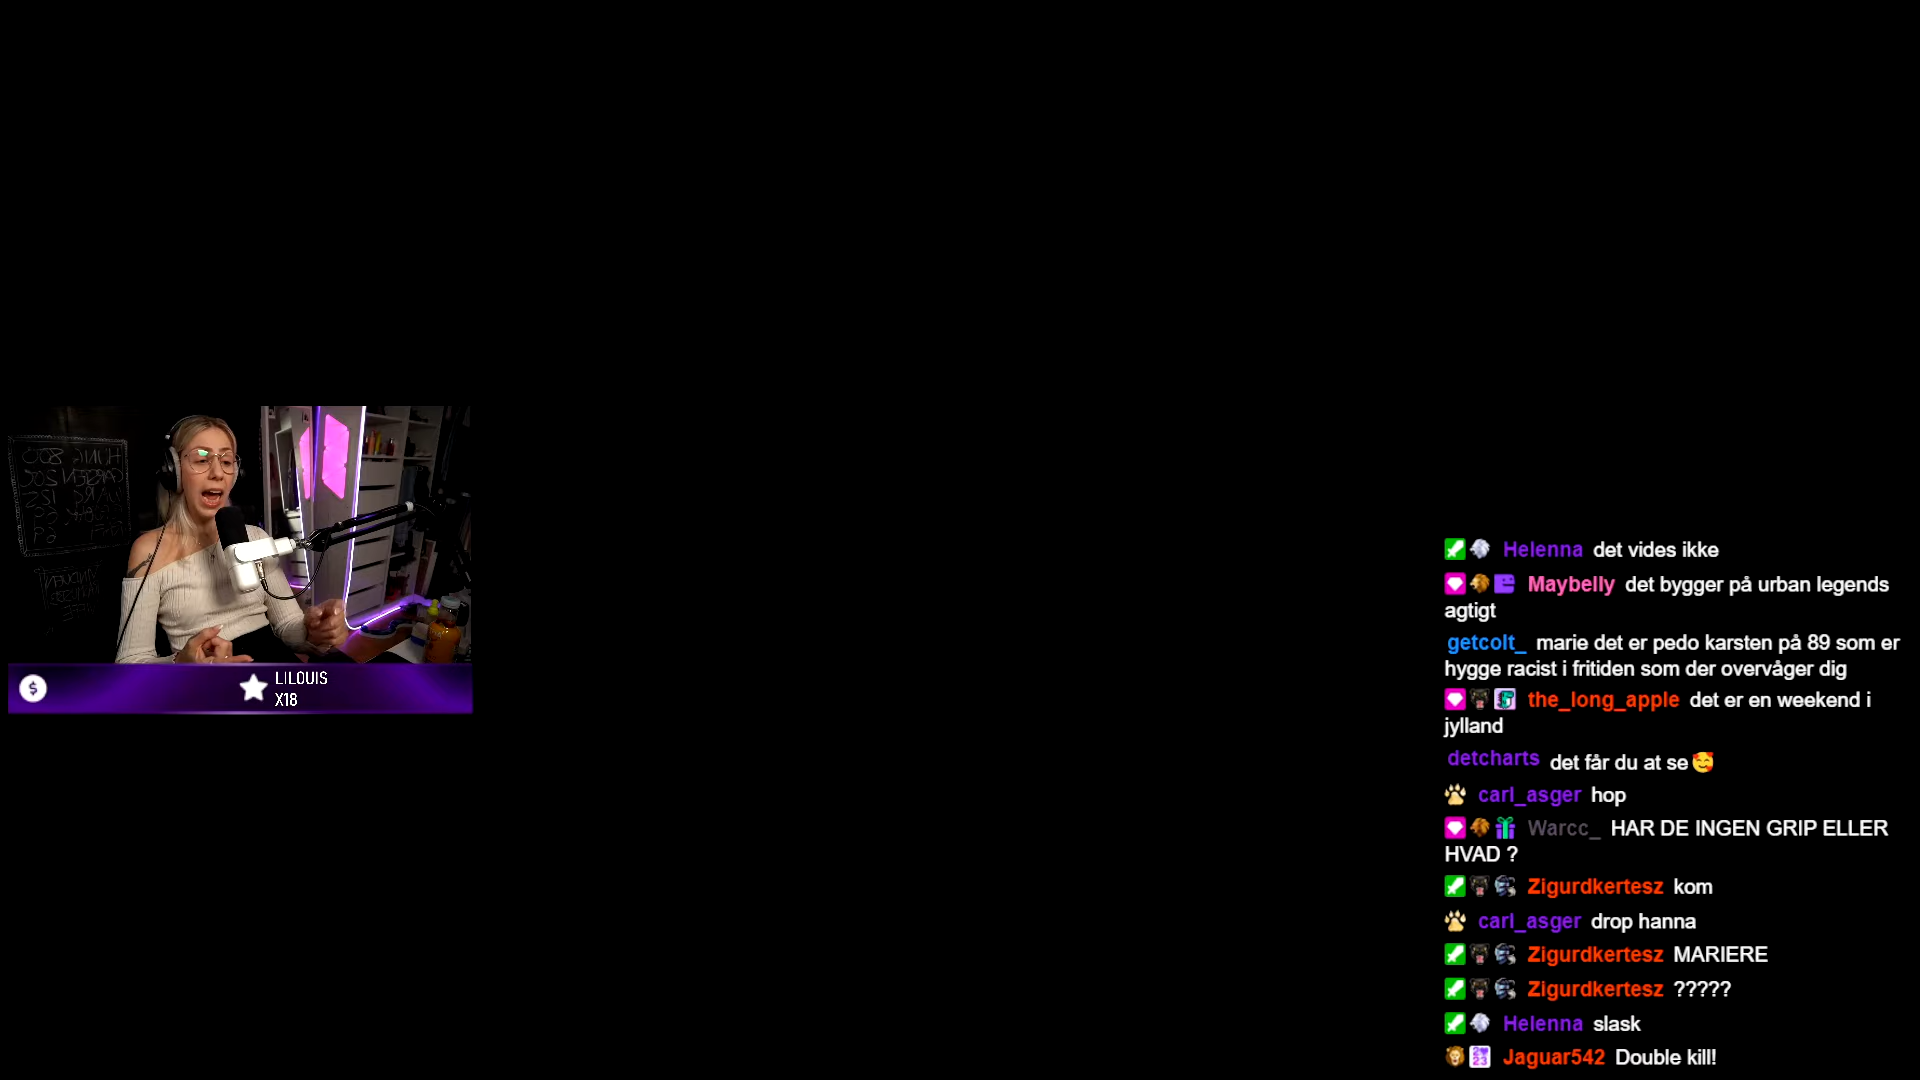 $
LILOUIS
X18
Helenna det vides ikke
Maybelly det bygger på urban legends
agtigt
getcolt_ marie det er pedo karsten på 89 som er
hygge racist i fritiden som der overvåger dig
the_long_apple det er en weekend i
jylland
detcharts det får du at se🥰
carl_asger hop
Warcc_ HAR DE INGEN GRIP ELLER
HVAD ?
Zigurdkertesz kom
carl_asger drop hanna
Zigurdkertesz MARIERE
Zigurdkertesz ?????
Helenna slask
Jaguar542 Double kill!